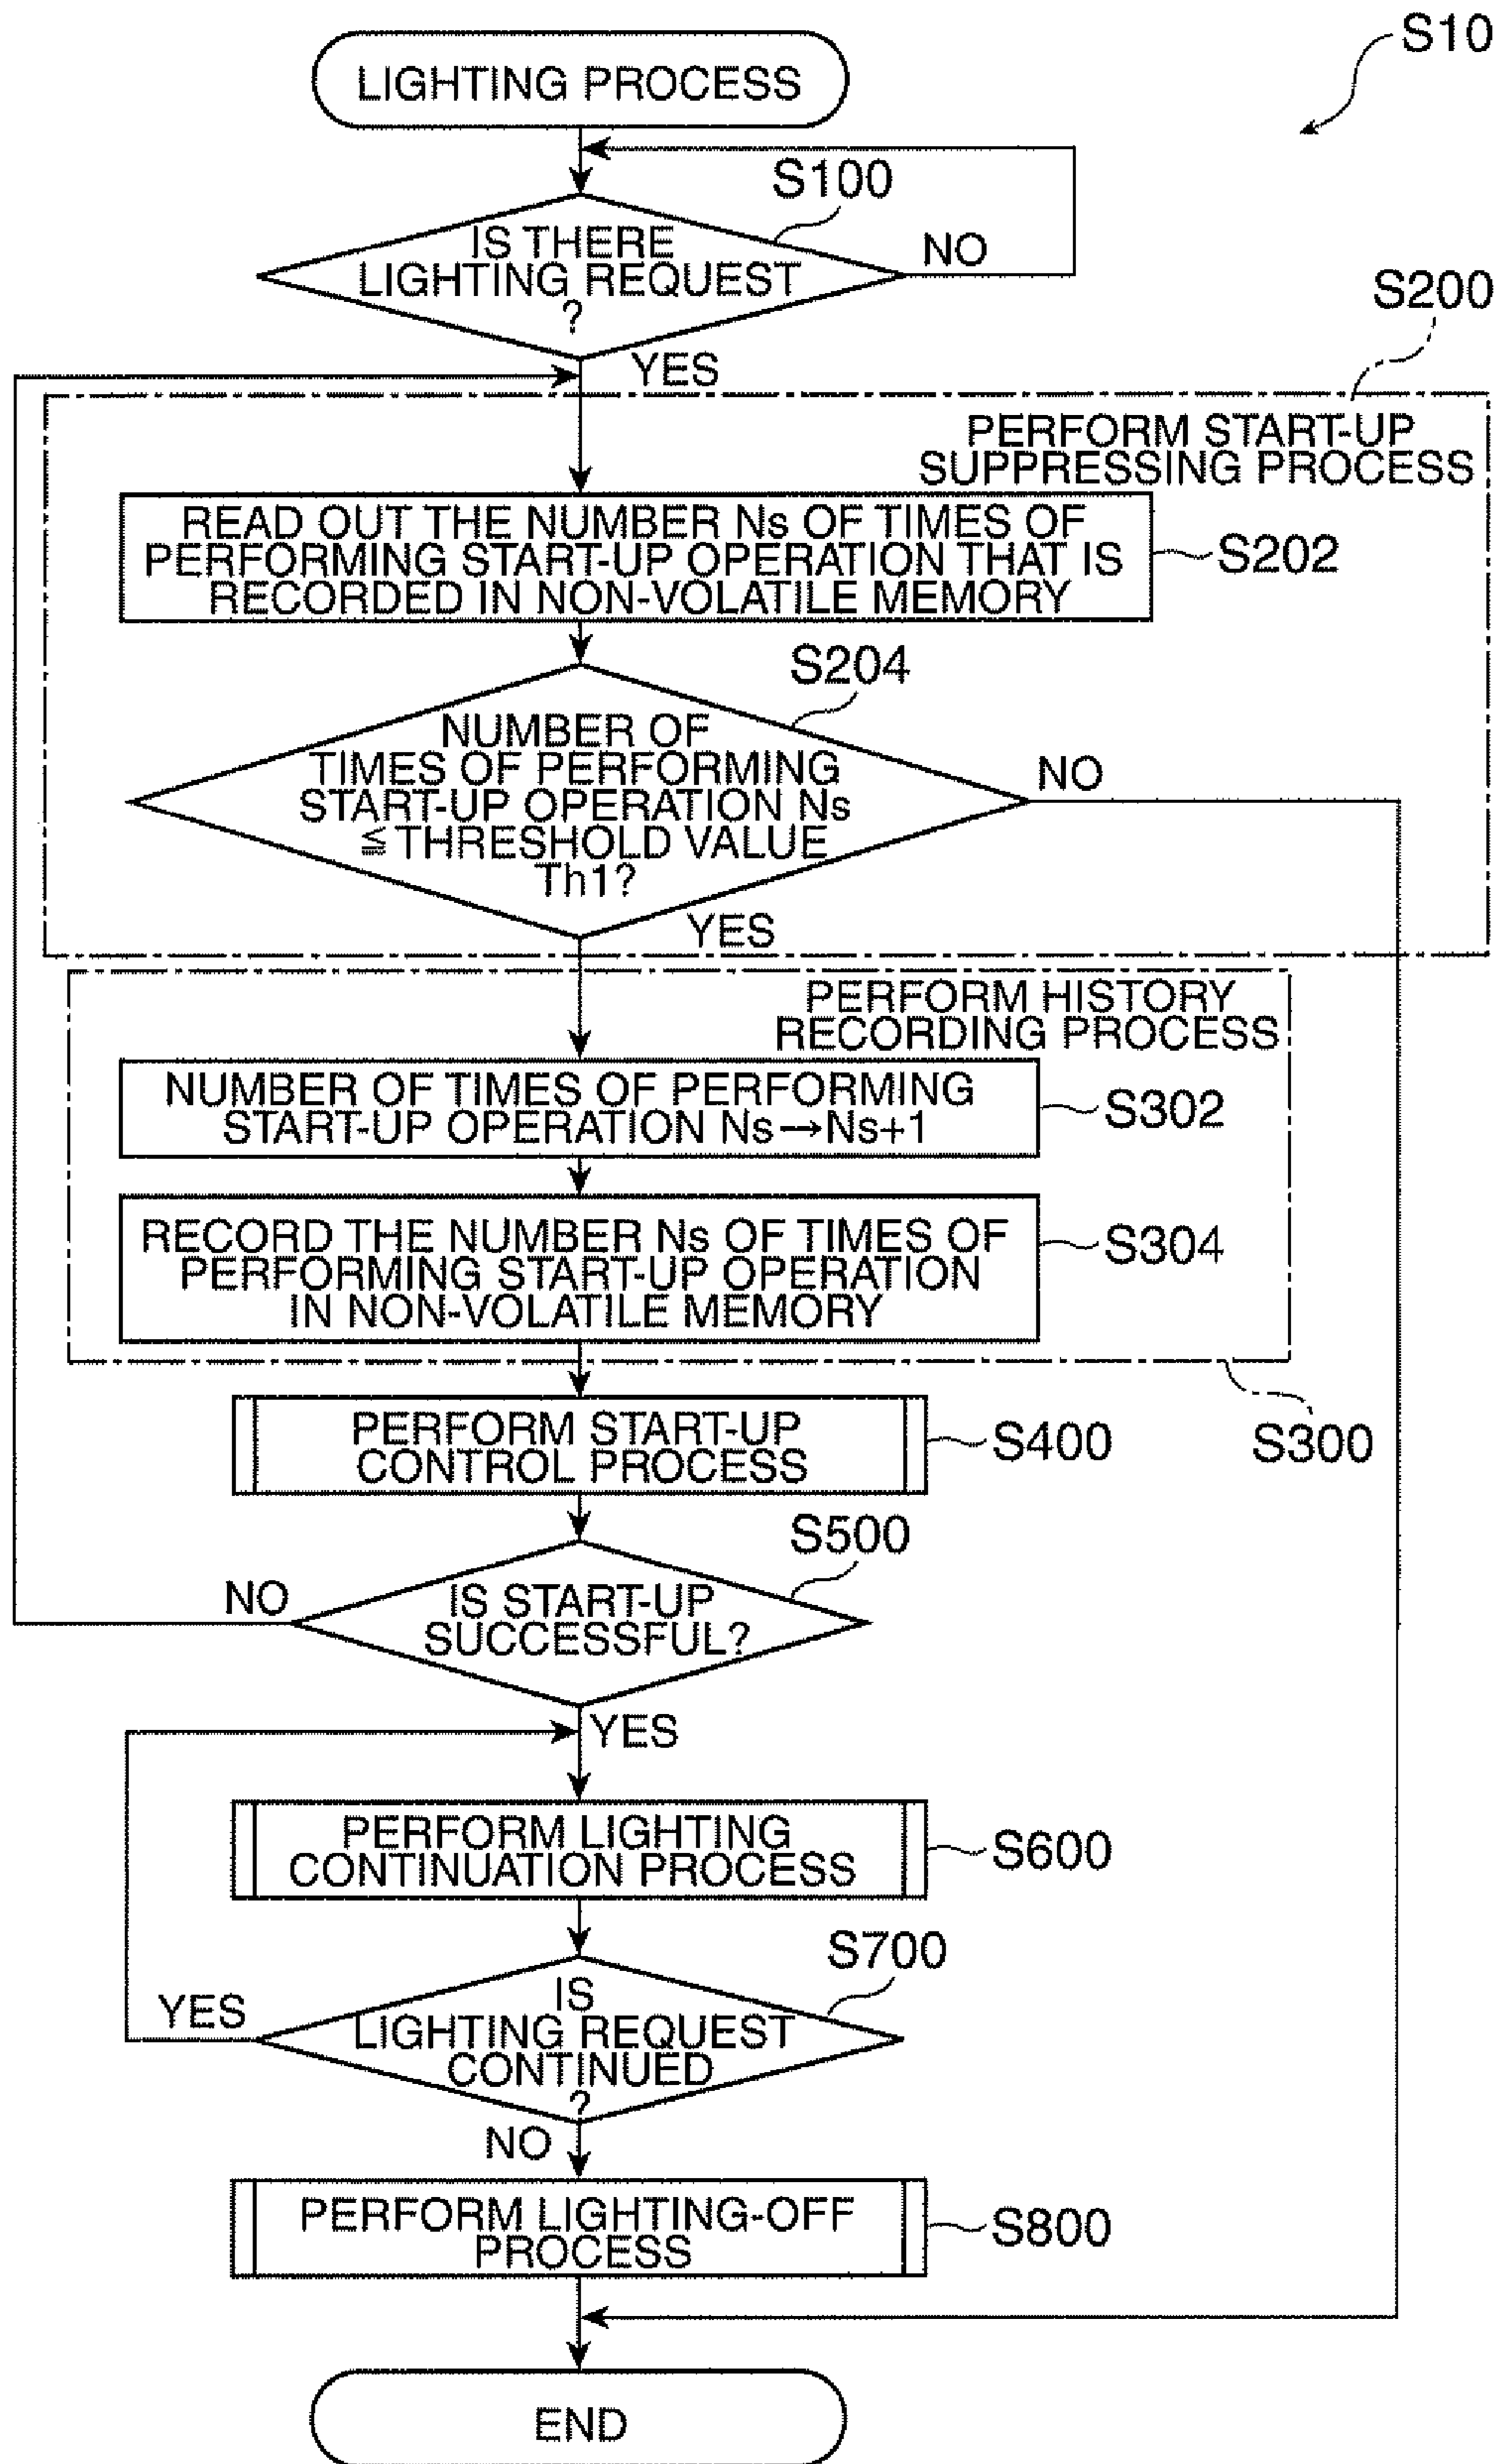 S10
LIGHTING PROCESS
S100
IS THERE
LIGHTING REQUEST
?
NO
YES
S200
PERFORM START-UP
SUPPRESSING PROCESS
READ OUT THE NUMBER Ns OF TIMES OF
PERFORMING START-UP OPERATION THAT IS
RECORDED IN NON-VOLATILE MEMORY
S202
S204
NUMBER OF
TIMES OF PERFORMING
START-UP OPERATION Ns
≦THRESHOLD VALUE
Th1?
NO
YES
PERFORM HISTORY
RECORDING PROCESS
NUMBER OF TIMES OF PERFORMING
START-UP OPERATION Ns→Ns+1
S302
RECORD THE NUMBER Ns OF TIMES OF
PERFORMING START-UP OPERATION
IN NON-VOLATILE MEMORY
S304
S300
PERFORM START-UP
CONTROL PROCESS
S400
S500
IS START-UP
SUCCESSFUL?
NO
YES
PERFORM LIGHTING
CONTINUATION PROCESS
S600
S700
IS
LIGHTING REQUEST
CONTINUED
?
YES
NO
PERFORM LIGHTING-OFF
PROCESS
S800
END